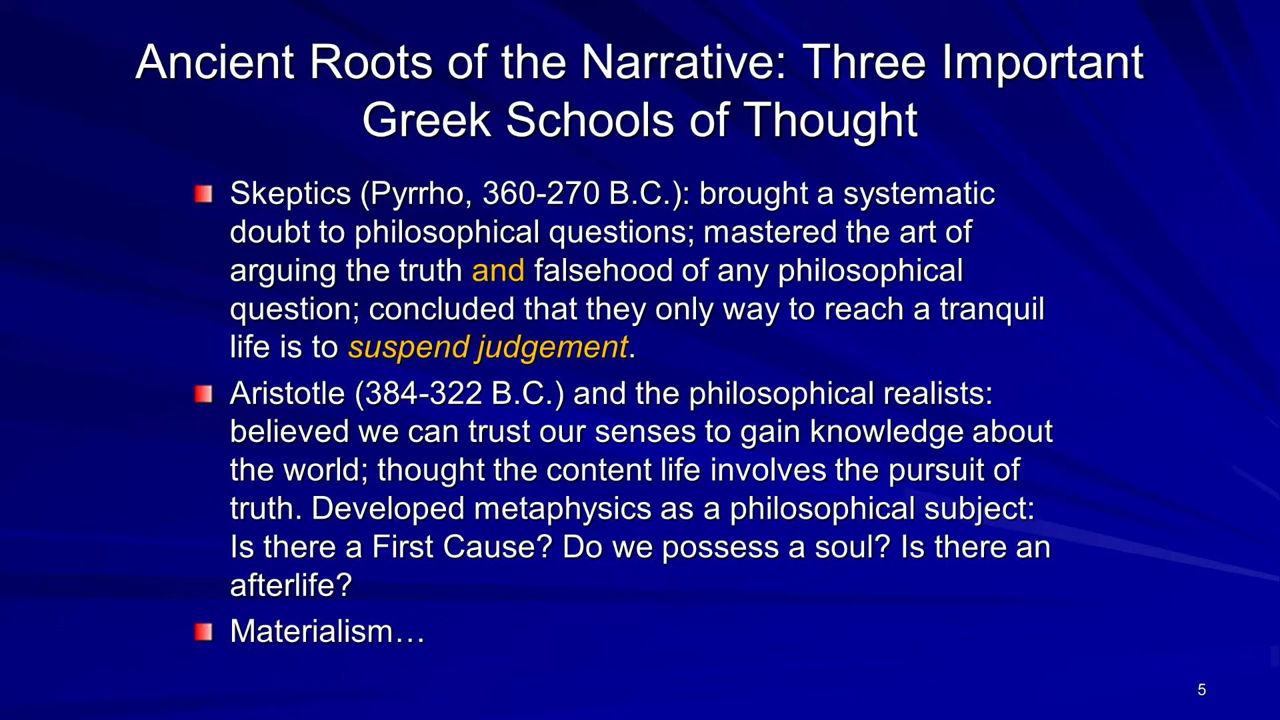 Ancient Roots of the Narrative: Three Important
Greek Schools of Thought
Skeptics (Pyrrho, 360-270 B.C.): brought a systematic
doubt to philosophical questions; mastered the art of
arguing the truth and falsehood of any philosophical
question; concluded that they only way to reach a tranquil
life is to suspend judgement.
Aristotle (384-322 B.C.) and the philosophical realists:
believed we can trust our senses to gain knowledge about
the world; thought the content life involves the pursuit of
truth. Developed metaphysics as a philosophical subject:
Is there a First Cause? Do we possess a soul? Is there an
afterlife?
Materialism…
5